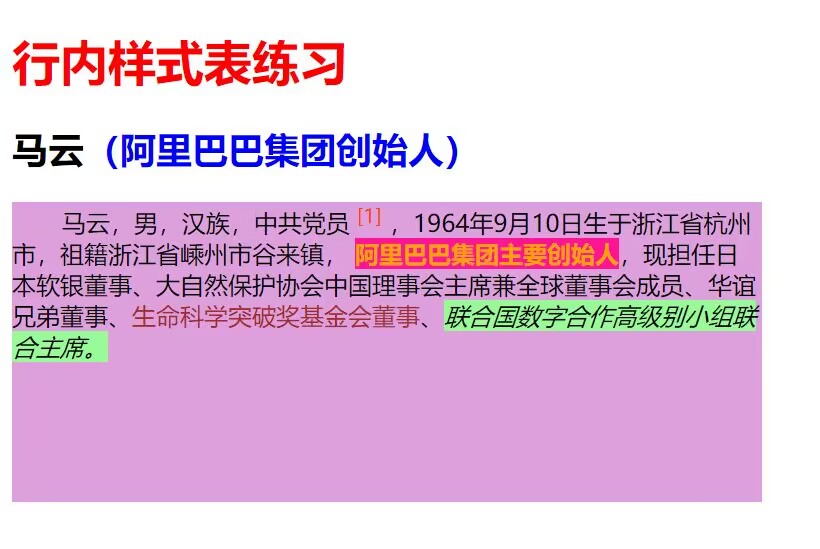 行内样式表练习
马云（阿里巴巴集团创始人）
马云，男，汉族，中共党员 [1] ，1964年9月10日生于浙江省杭州
市，祖籍浙江省嵊州市谷来镇， 阿里巴巴集团主要创始人，现担任日
本软银董事、大自然保护协会中国理事会主席兼全球董事会成员、华谊
兄弟董事、生命科学突破奖基金会董事、联合国数字合作高级别小组联
合主席。